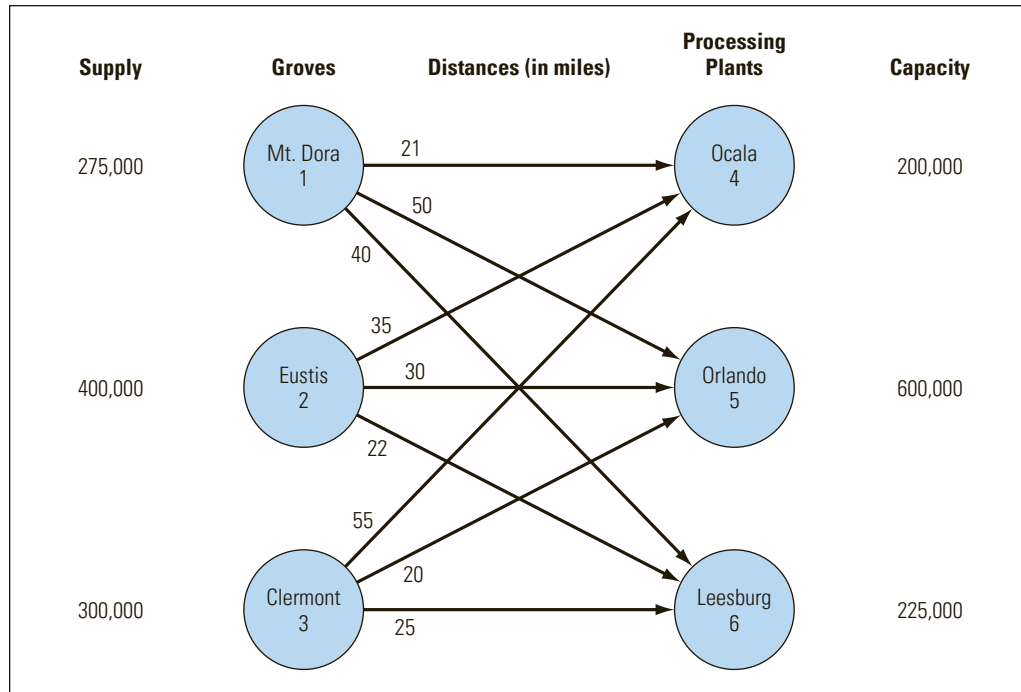 Supply
Groves
Distances (in miles)
Processing
Plants
Capacity
275,000
Mt. Dora
1
21
50
40
Ocala
4
200,000
400,000
Eustis
2
35
30
22
Orlando
5
600,000
300,000
Clermont
3
55
20
25
Leesburg
6
225,000